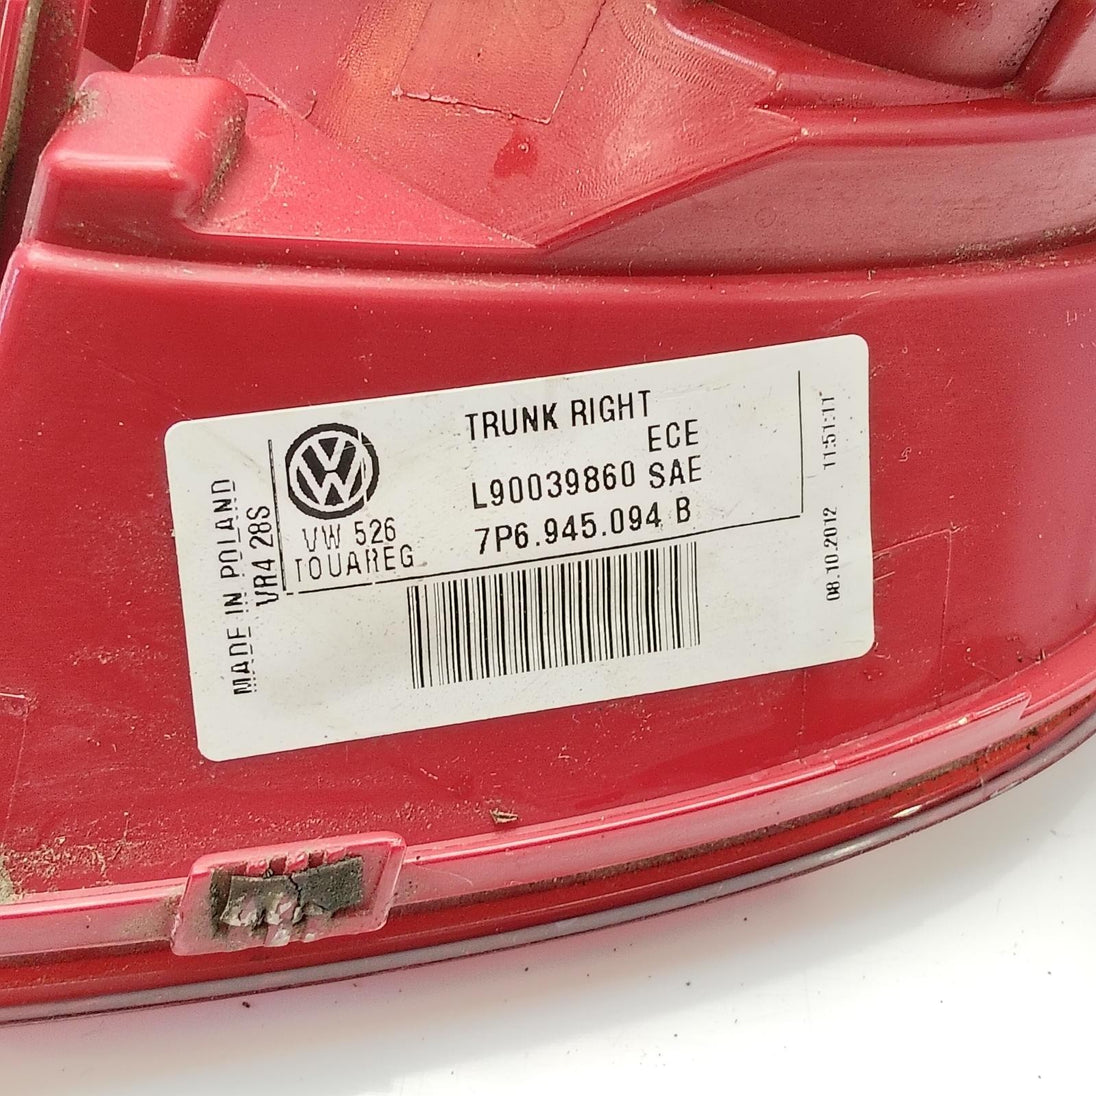 TRUNK RIGHT
ECE
L90039860 SAE
7P6.945.094 B
VW 526
TOUAREG
MADE IN POLAND
VR4 28S
08.10.2012 11:51:11